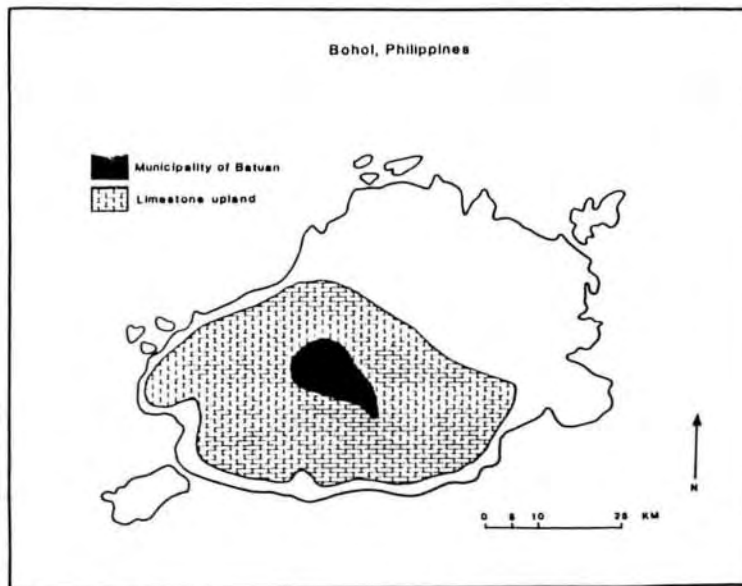 Bohol, Philippines
Municipality of Batuan
Limestone upland
N
0 5 10 25 KM